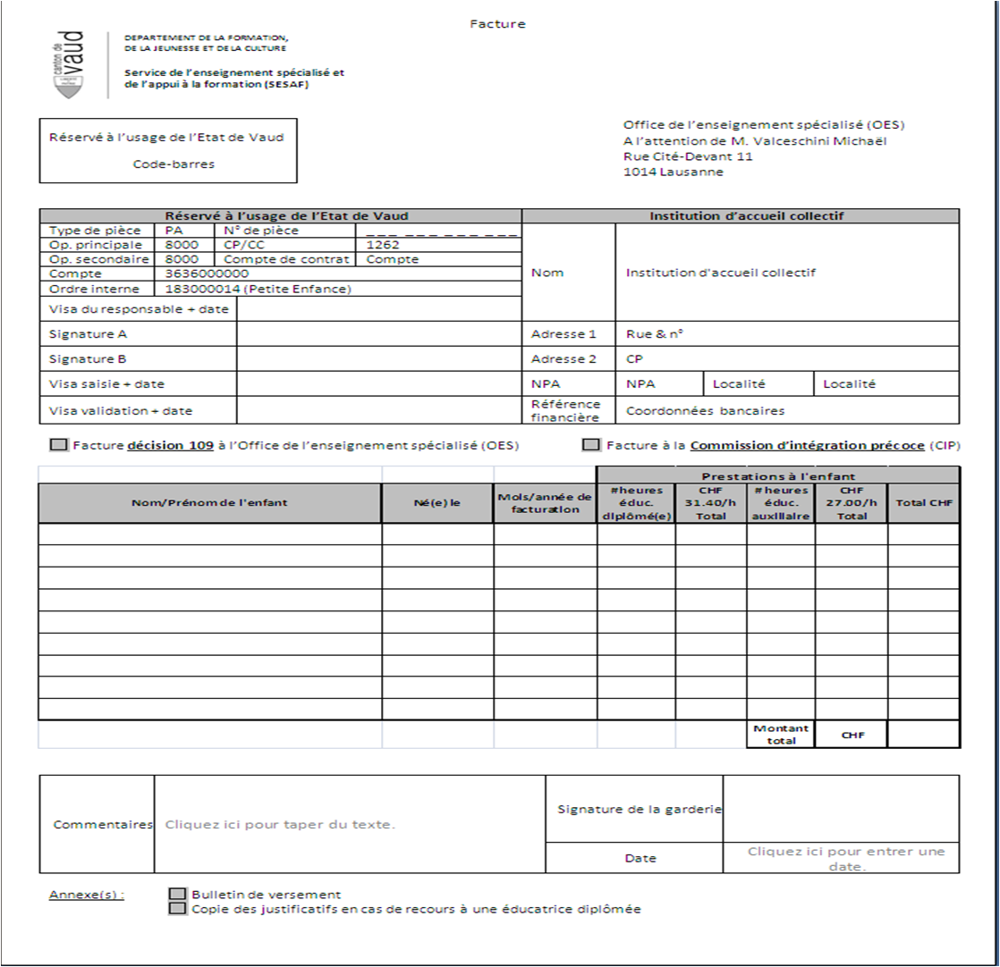 Facture
canton de
vaud
LIBERTÉ
ET
PATRIE
DEPARTEMENT DE LA FORMATION,
DE LA JEUNESSE ET DE LA CULTURE
Service de l'enseignement spécialisé et
de l'appui à la formation (SESAF)
Réservé à l'usage de l'Etat de Vaud
Code-barres
Office de l'enseignement spécialisé (OES)
A l'attention de M. Valceschini Michaël
Rue Cité-Devant 11
1014 Lausanne
Réservé à l'usage de l'Etat de Vaud
Type de pièce PA N° de pièce _ _ _ _ _ _ _ _ _ _ _ _
Op. principale 8000 CP/CC 1262
Op. secondaire 8000 Compte de contrat Compte
Compte 3636000000
Ordre interne 183000014 (Petite Enfance)
Visa du responsable + date
Signature A
Signature B
Visa saisie + date
Visa validation + date
Institution d'accueil collectif
Nom Institution d'accueil collectif
Adresse 1 Rue & n°
Adresse 2 CP
NPA NPA Localité Localité
Référence
financière
Coordonnées bancaires
Facture décision 109 à l'Office de l'enseignement spécialisé (OES)
Facture à la Commission d'intégration précoce (CIP)
Prestations à l'enfant
Nom/Prénom de l'enfant
Né(e) le
Mois/année de
facturation
# heures
éduc.
diplômé(e)
CHF
31.40/h
Total
# heures
éduc.
auxiliaire
CHF
27.00/h
Total
Total CHF
Montant
total
CHF
Commentaires Cliquez ici pour taper du texte.
Signature de la garderie
Date
Cliquez ici pour entrer une
date.
Annexe(s) :
Bulletin de versement
Copie des justificatifs en cas de recours à une éducatrice diplômée